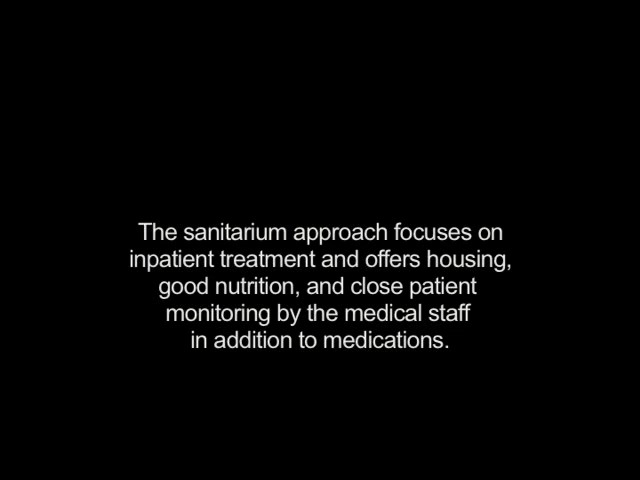 The sanitarium approach focuses on
inpatient treatment and offers housing,
good nutrition, and close patient
monitoring by the medical staff
in addition to medications.